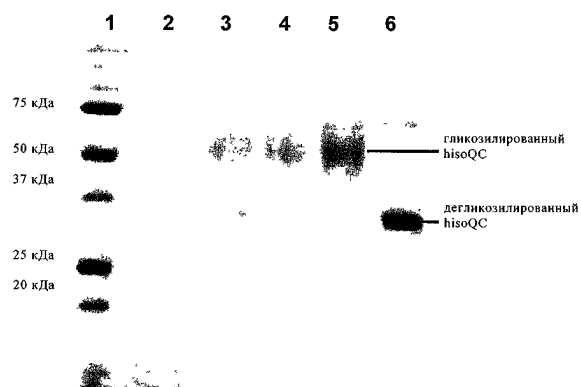 1 2 3 4 5 6
75 кДа
50 кДа
37 кДа
25 кДа
20 кДа
гликозилированный
hisoQC
дегликозилированный
hisoQC